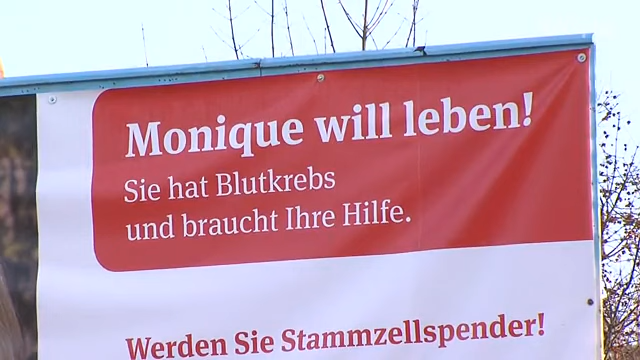 Monique will leben!
Sie hat Blutkrebs
und braucht Ihre Hilfe.
Werden Sie Stammzellspender!